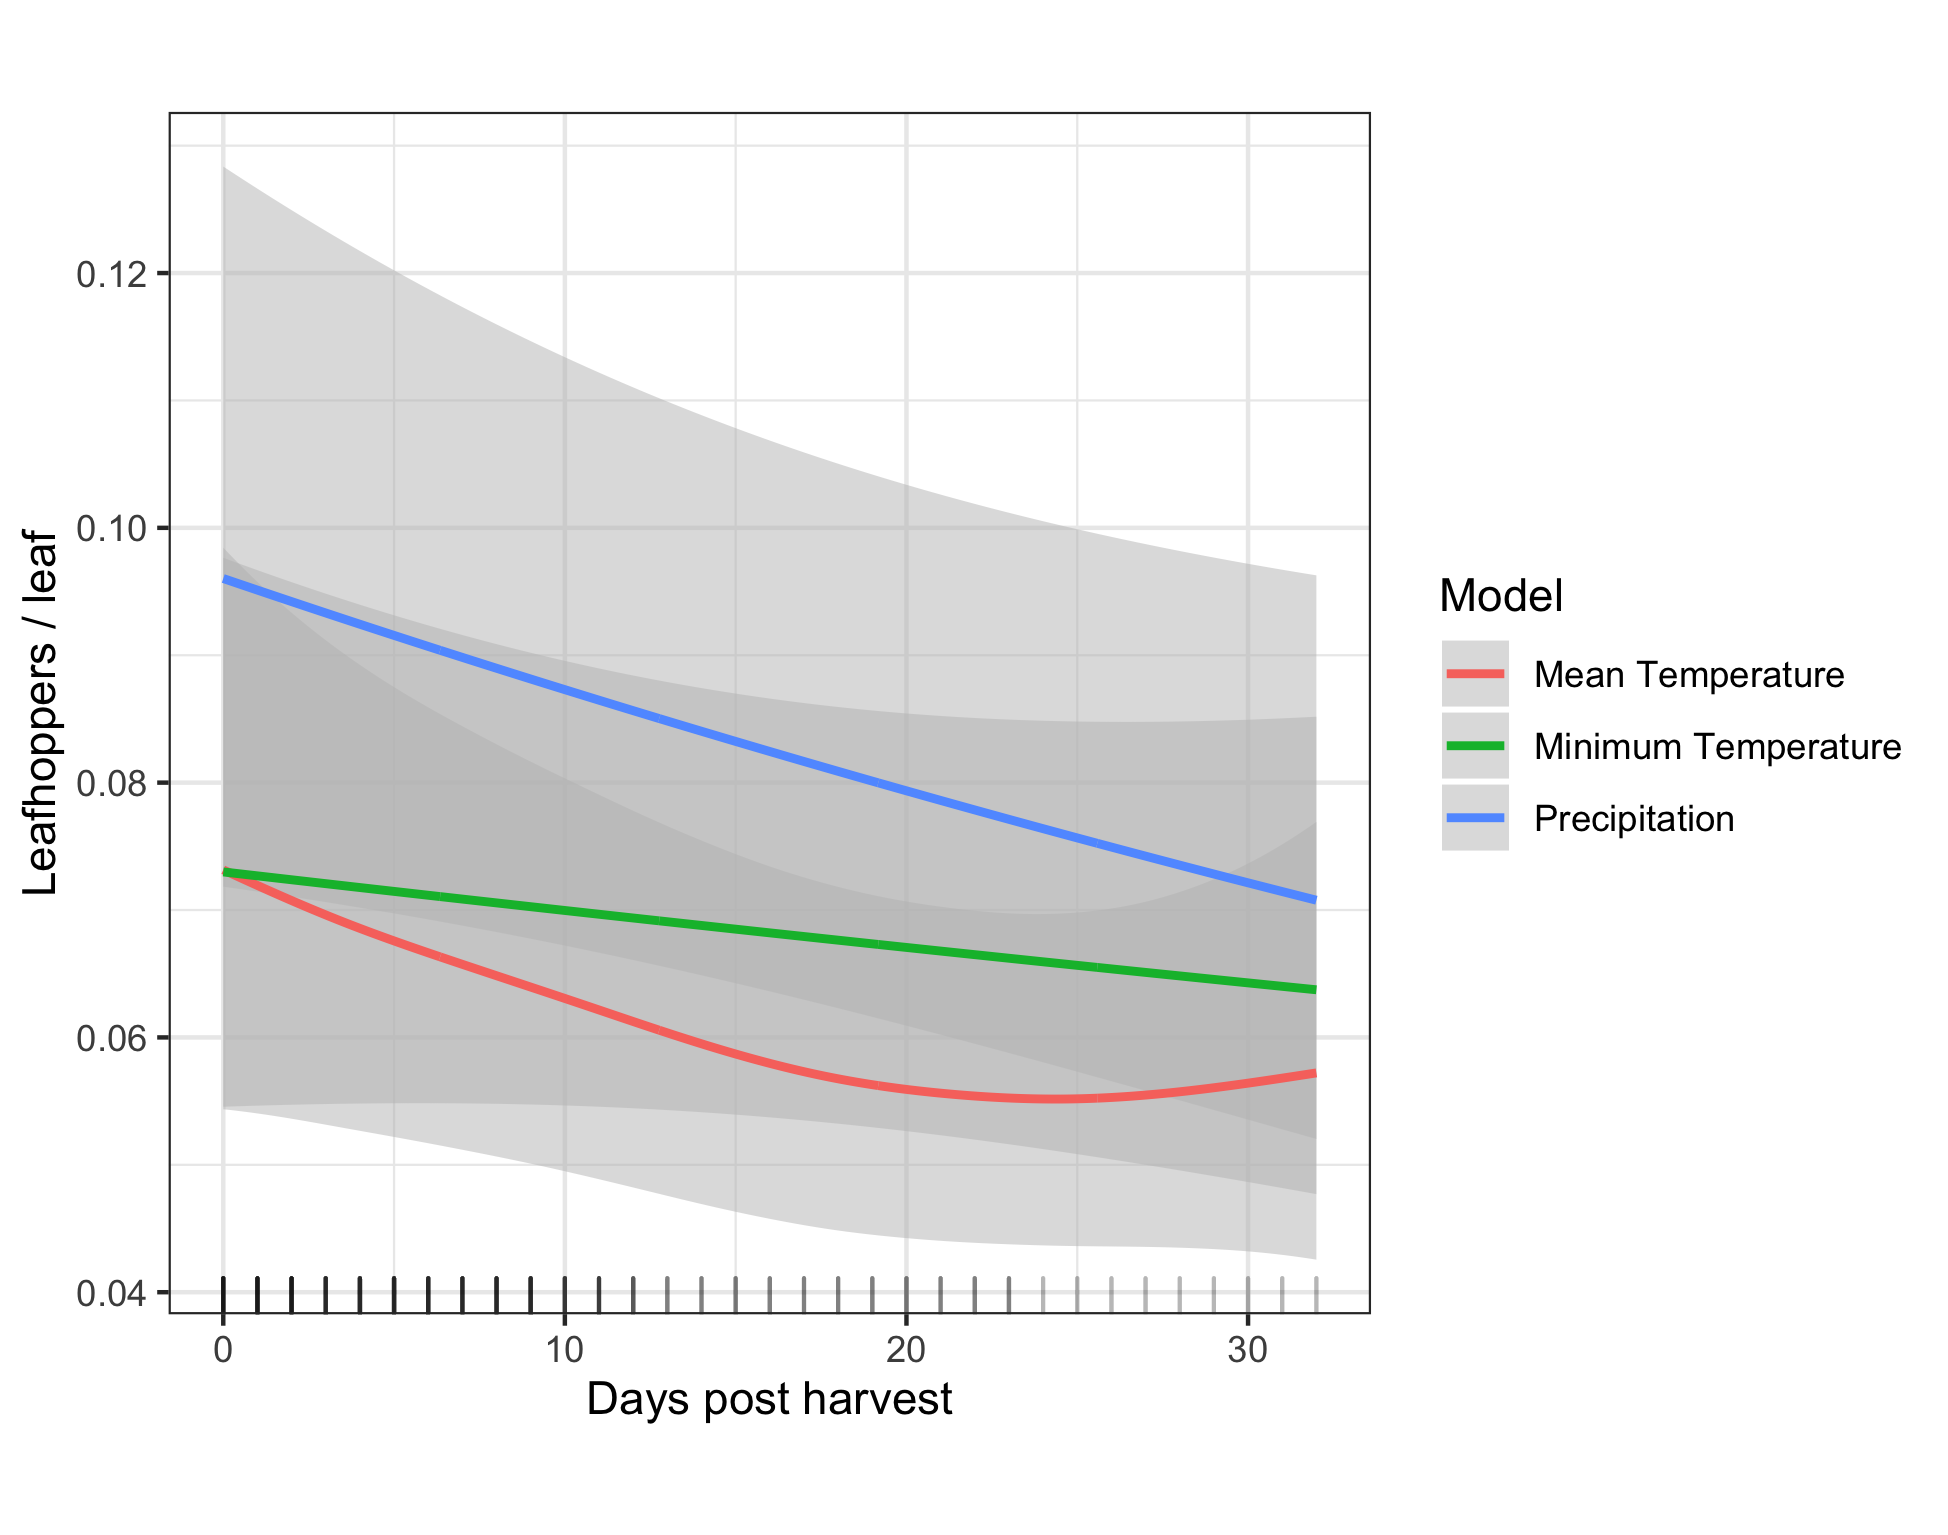 0.12
0.10
0.08
0.06
0.04
Leafhoppers / leaf
0
10
20
30
Days post harvest
Model
Mean Temperature
Minimum Temperature
Precipitation